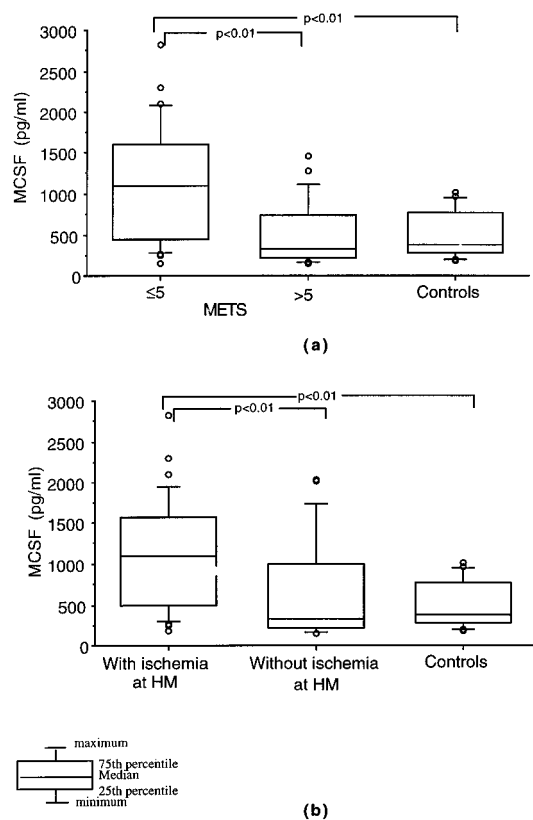 p<0.01
p<0.01
3000
2500
2000
1500
1000
500
0
MCSF (pg/ml)
≤5
>5
Controls
METS
(a)
p<0.01
p<0.01
3000
2500
2000
1500
1000
500
0
MCSF (pg/ml)
With ischemia
at HM
Without ischemia
at HM
Controls
maximum
75th percentile
Median
25th percentile
minimum
(b)